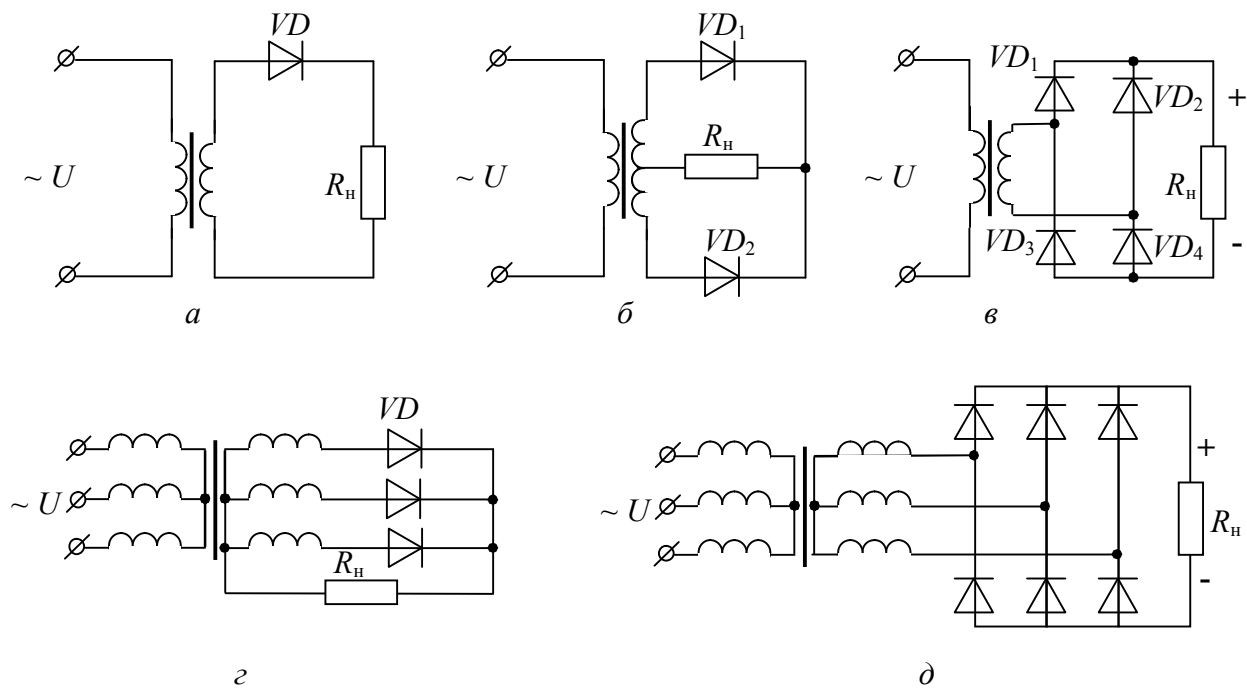 VD
~ U
Rн
а
VD1
~ U
Rн
VD2
б
VD1
VD2
+
~ U
Rн
VD3
VD4
-
в
VD
~ U
Rн
г
~ U
+
Rн
-
д